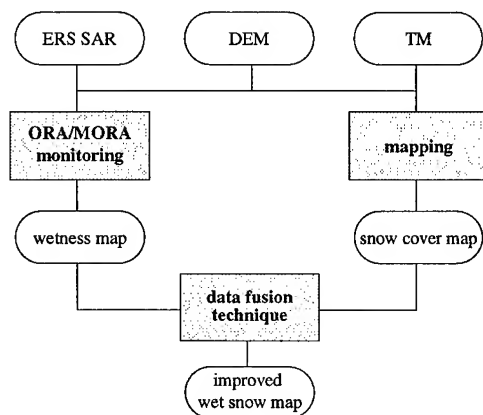 ERS SAR
DEM
TM
ORA/MORA
monitoring
mapping
wetness map
snow cover map
data fusion
technique
improved
wet snow map